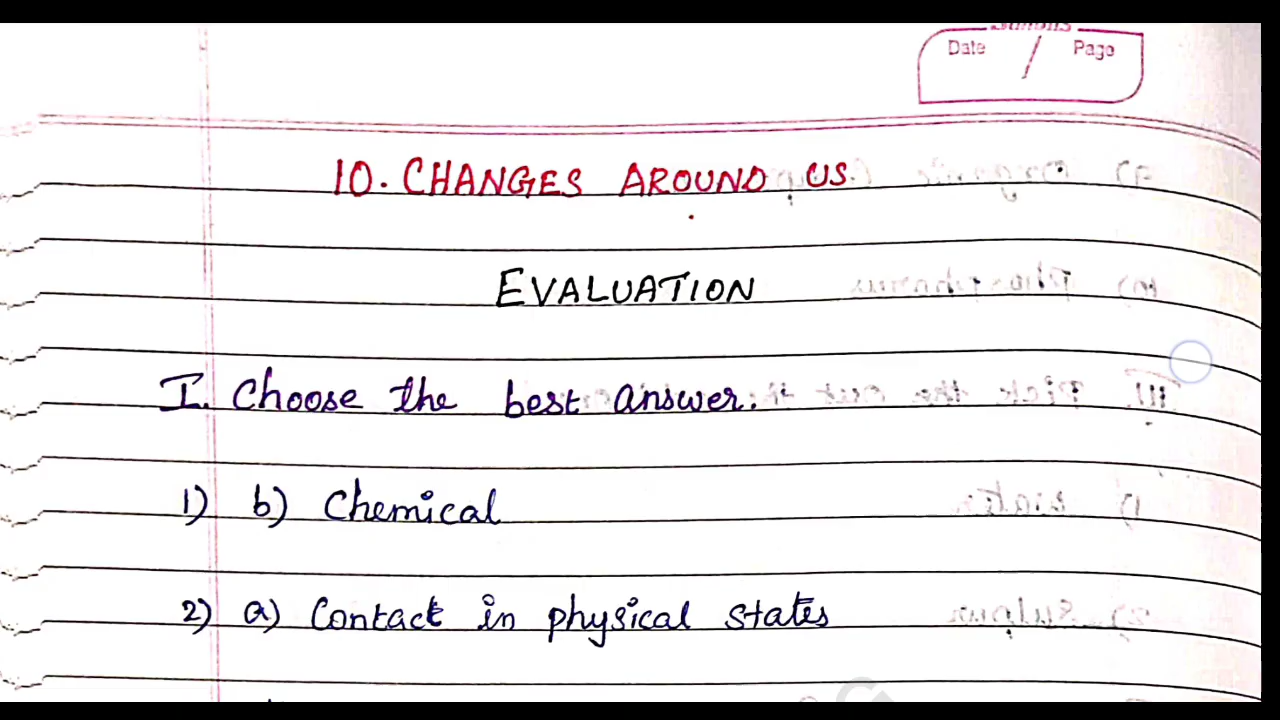 Date / Page
10. CHANGES AROUND US
EVALUATION
I. Choose the best answer.
1) b) Chemical
2) a) Contact in physical states